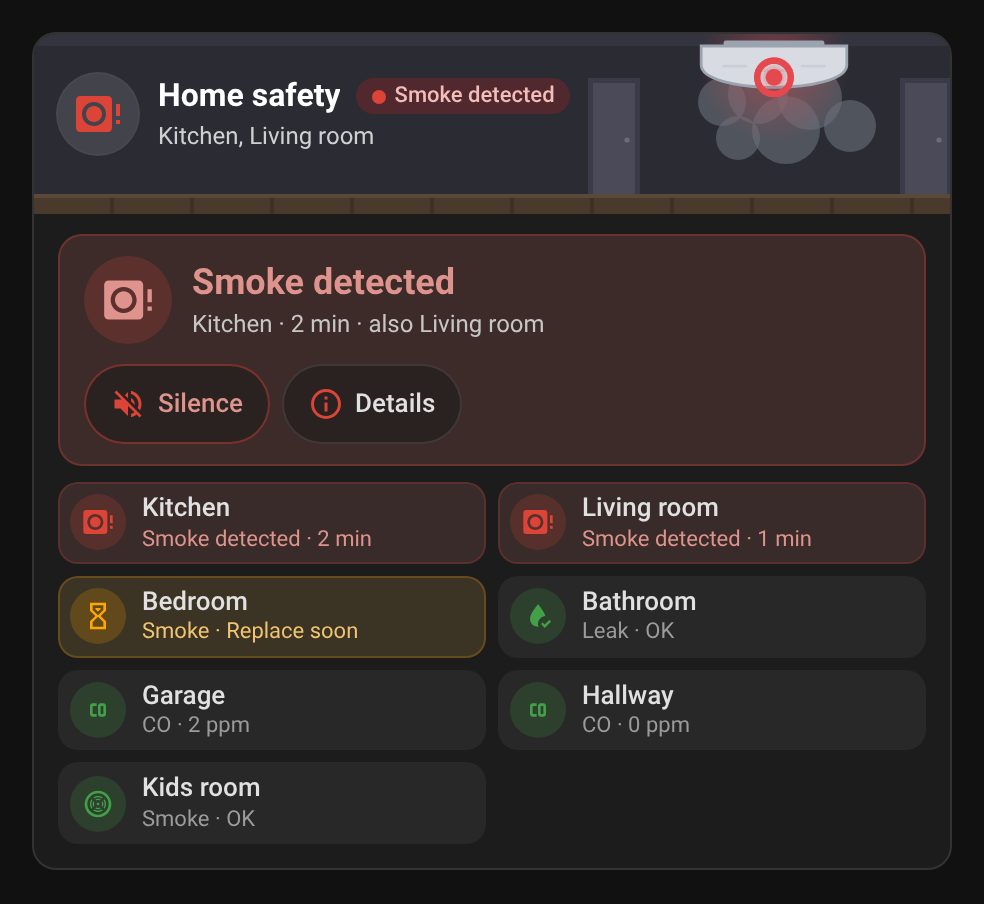 Home safety
Smoke detected
Kitchen, Living room
Smoke detected
Kitchen · 2 min · also Living room
Silence
Details
Kitchen
Smoke detected · 2 min
Living room
Smoke detected · 1 min
Bedroom
Smoke · Replace soon
Bathroom
Leak · OK
Garage
CO
CO · 2 ppm
Hallway
CO
CO · 0 ppm
Kids room
Smoke · OK